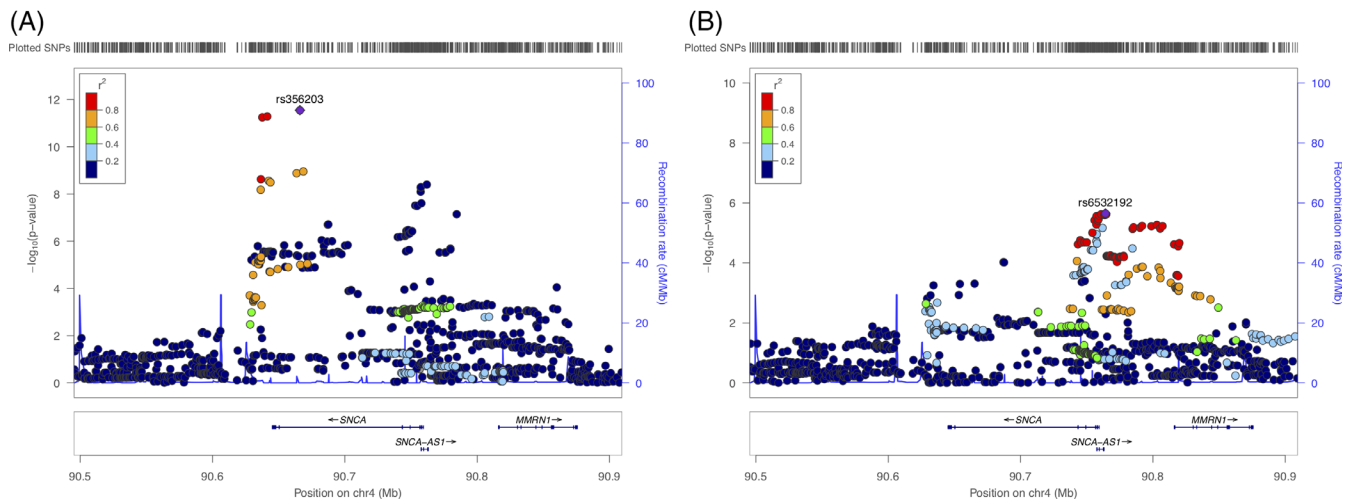 (A)
Plotted SNPs
r²
0.8
0.6
0.4
0.2
rs356203
12
10
8
6
4
2
0
−log₁₀(p−value)
100
80
60
40
20
0
Recombination rate (cM/Mb)
←SNCA
MMRN1→
SNCA−AS1→
90.5 90.6 90.7 90.8 90.9
Position on chr4 (Mb)
(B)
Plotted SNPs
r²
0.8
0.6
0.4
0.2
rs6532192
10
8
6
4
2
0
−log₁₀(p−value)
100
80
60
40
20
0
Recombination rate (cM/Mb)
←SNCA
MMRN1→
SNCA−AS1→
90.5 90.6 90.7 90.8 90.9
Position on chr4 (Mb)